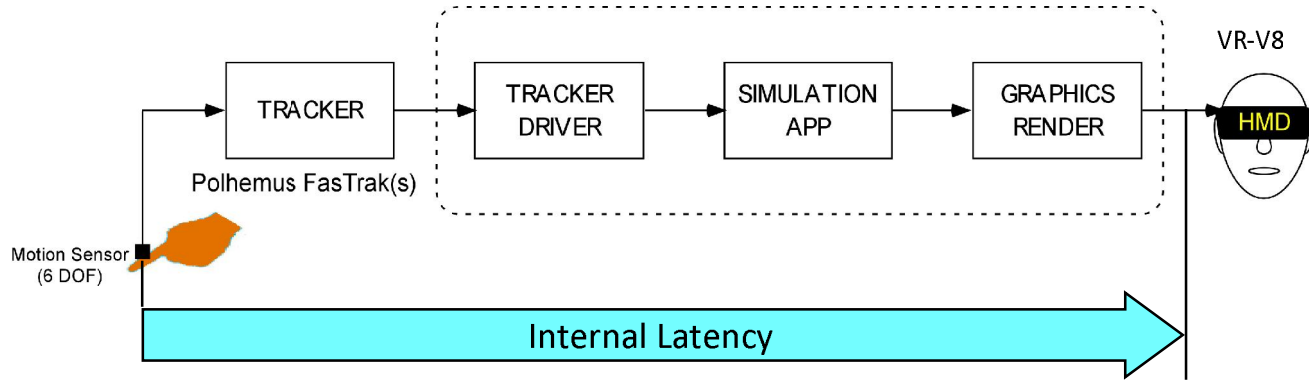 VR-V8
TRACKER
TRACKER
DRIVER
SIMULATION
APP
GRAPHICS
RENDER
HMD
Polhemus FasTrak(s)
Motion Sensor
(6 DOF)
Internal Latency